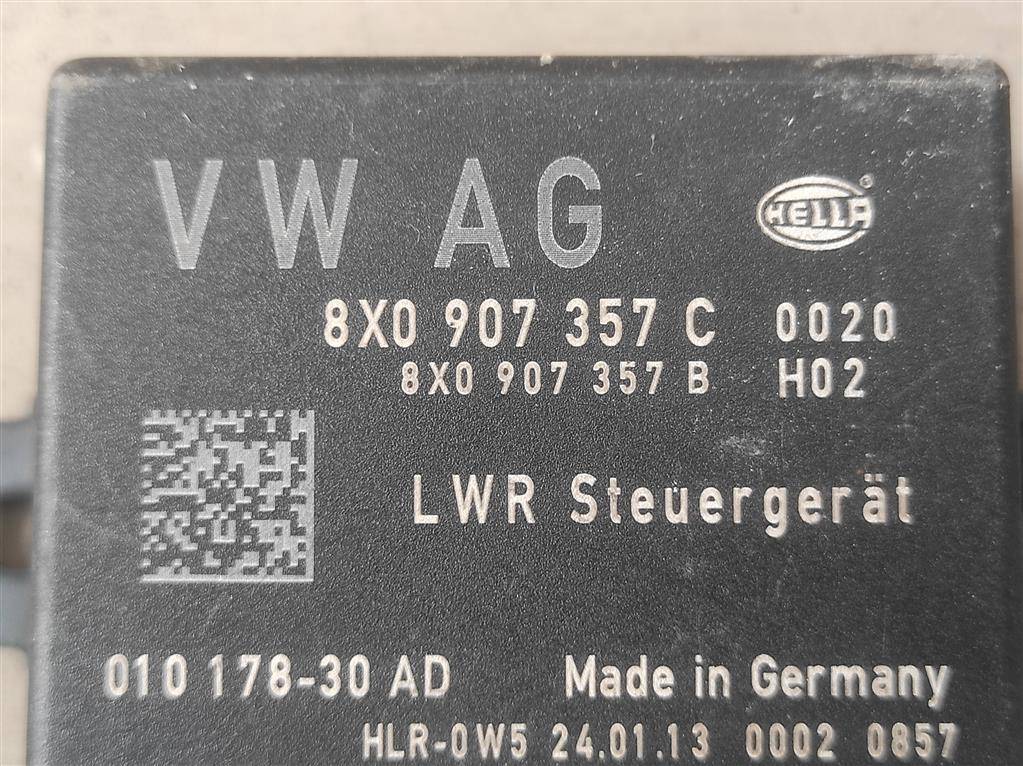 VW AG
HELLA
8X0 907 357 C 0020
8X0 907 357 B H02
LWR Steuergerät
010 178-30 AD Made in Germany
HLR-0W5 24.01.13 0002 0857